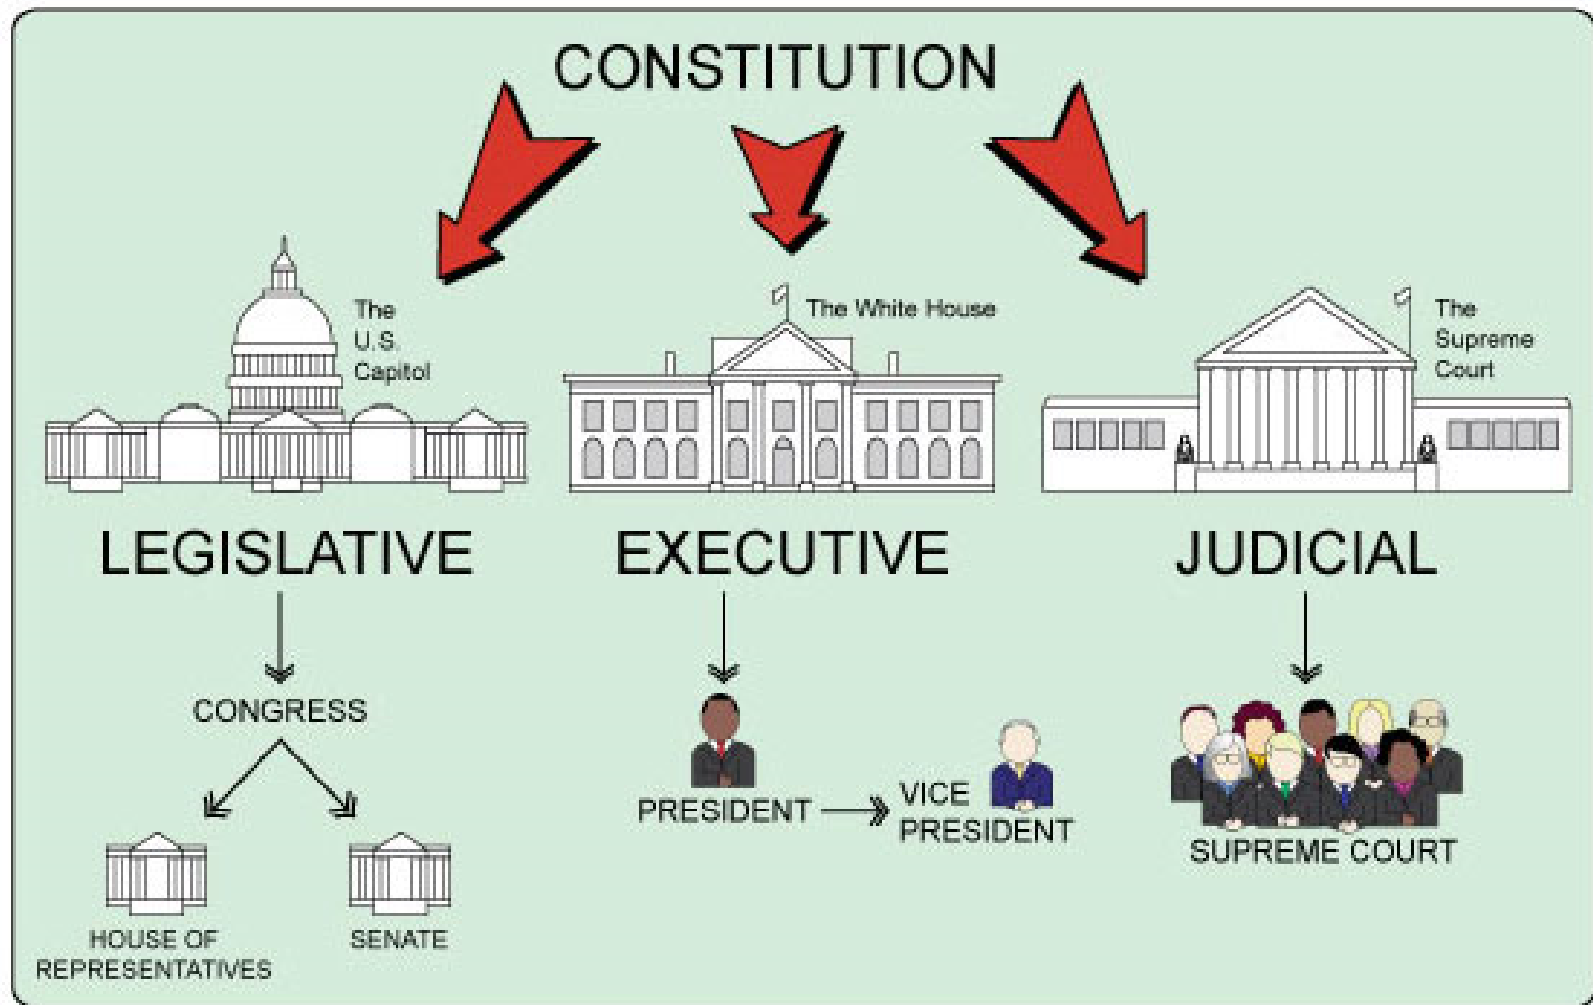 CONSTITUTION
The
U.S.
Capitol
The White House
The
Supreme
Court
LEGISLATIVE
EXECUTIVE
JUDICIAL
CONGRESS
HOUSE OF
REPRESENTATIVES
SENATE
PRESIDENT
VICE
PRESIDENT
SUPREME COURT